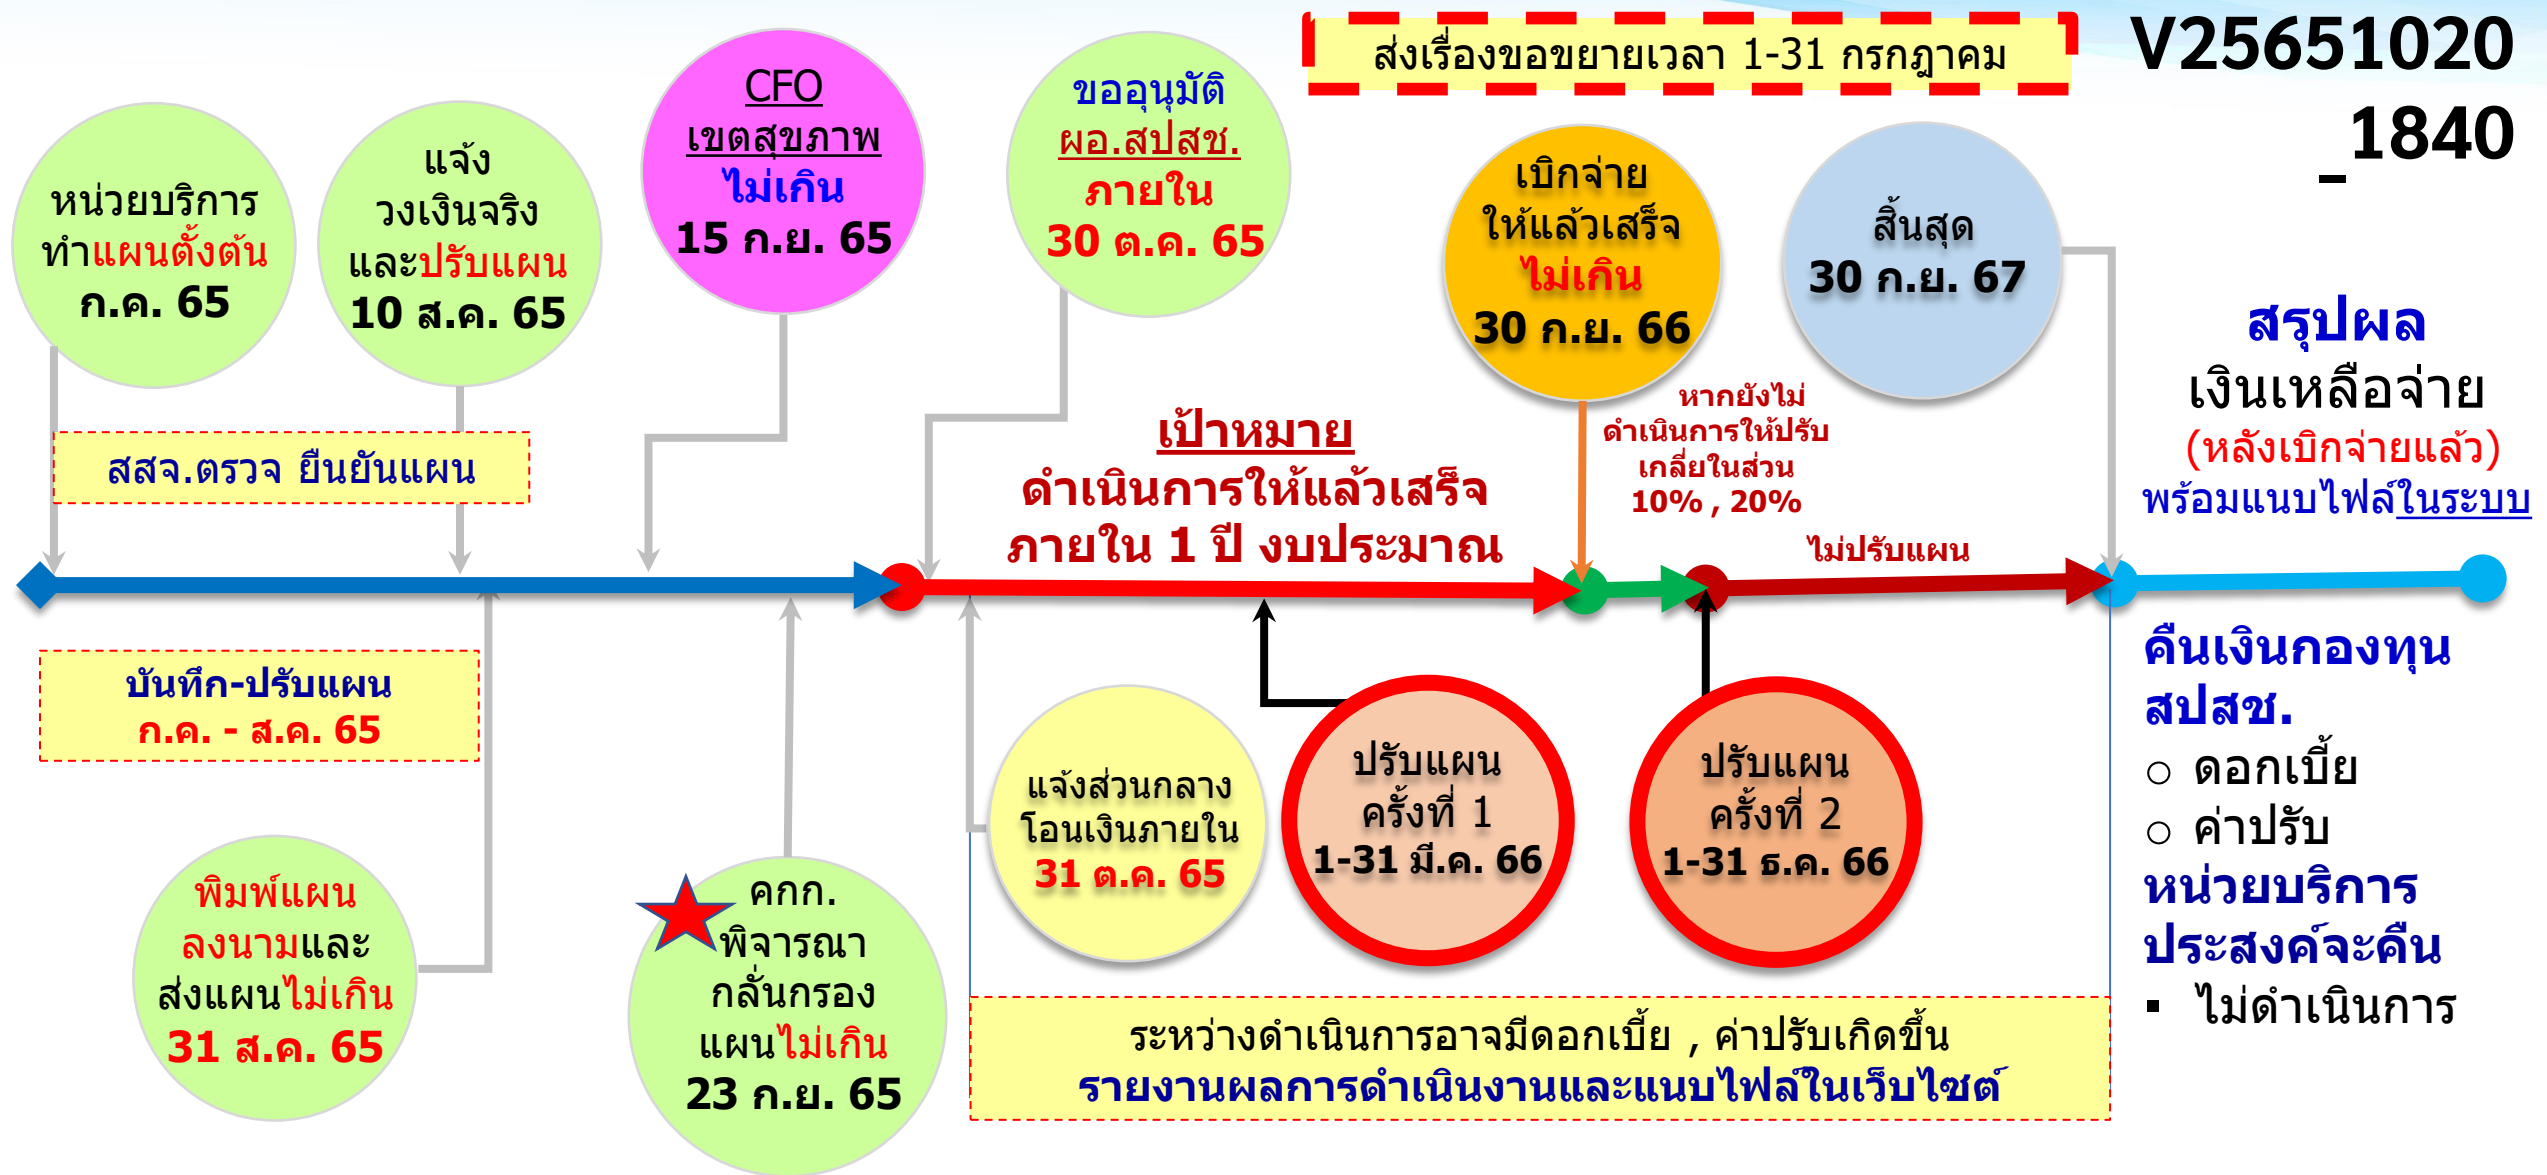 ส่งเรื่องขอขยายเวลา 1-31 กรกฎาคม
V25651020
_1840
หน่วยบริการ
ทำแผนตั้งต้น
ก.ค. 65
แจ้ง
วงเงินจริง
และปรับแผน
10 ส.ค. 65
CFO
เขตสุขภาพ
ไม่เกิน
15 ก.ย. 65
ขออนุมัติ
ผอ.สปสช.
ภายใน
30 ต.ค. 65
เบิกจ่าย
ให้แล้วเสร็จ
ไม่เกิน
30 ก.ย. 66
สิ้นสุด
30 ก.ย. 67
สรุปผล
เงินเหลือจ่าย
(หลังเบิกจ่ายแล้ว)
พร้อมแนบไฟล์ในระบบ
สสจ.ตรวจ ยืนยันแผน
เป้าหมาย
ดำเนินการให้แล้วเสร็จ
ภายใน 1 ปี งบประมาณ
หากยังไม่
ดำเนินการให้ปรับ
เกลี่ยในส่วน
10% , 20%
ไม่ปรับแผน
บันทึก-ปรับแผน
ก.ค. - ส.ค. 65
พิมพ์แผน
ลงนามและ
ส่งแผนไม่เกิน
31 ส.ค. 65
คกก.
พิจารณา
กลั่นกรอง
แผนไม่เกิน
23 ก.ย. 65
แจ้งส่วนกลาง
โอนเงินภายใน
31 ต.ค. 65
ปรับแผน
ครั้งที่ 1
1-31 มี.ค. 66
ปรับแผน
ครั้งที่ 2
1-31 ธ.ค. 66
ระหว่างดำเนินการอาจมีดอกเบี้ย , ค่าปรับเกิดขึ้น
รายงานผลการดำเนินงานและแนบไฟล์ในเว็บไซต์
คืนเงินกองทุน
สปสช.
○ ดอกเบี้ย
○ ค่าปรับ
หน่วยบริการ
ประสงค์จะคืน
▪ ไม่ดำเนินการ